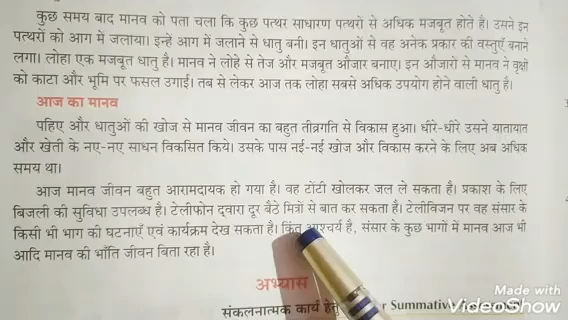 कुछ समय बाद मानव को पता चला कि कुछ पत्थर साधारण पत्थरों से अधिक मजबूत होते है। उसने इन
पत्थरों को आग में जलाया। इन्हें आग में जलाने से धातु बनी। इन धातुओं से वह अनेक प्रकार की वस्तुएँ बनाने
लगा। लोहा एक मजबूत धातु है। मानव ने लोहे से तेज और मजबूत औजार बनाए। इन औजारों से मानव ने वृक्षों
को काटा और भूमि पर फसल उगाई। तब से लेकर आज तक लोहा सबसे अधिक उपयोग होने वाली धातु है।
आज का मानव
पहिए और धातुओं की खोज से मानव जीवन का बहुत तीव्रगति से विकास हुआ। धीरे-धीरे उसने यातायात
और खेती के नए-नए साधन विकसित किये। उसके पास नई-नई खोज और विकास करने के लिए अब अधिक
समय था।
आज मानव जीवन बहुत आरामदायक हो गया है। वह टोंटी खोलकर जल ले सकता है। प्रकाश के लिए
बिजली की सुविधा उपलब्ध है। टेलीफोन द्वारा दूर बैठे मित्रों से बात कर सकता है। टेलीविजन पर वह संसार के
किसी भी भाग की घटनाएँ एवं कार्यक्रम देख सकता है। किंतु आश्चर्य है, संसार के कुछ भागों में मानव आज भी
आदि मानव की भाँति जीवन बिता रहा है।
अभ्यास
संकलनात्मक कार्य हेतु Summative
Made with
VideoShow